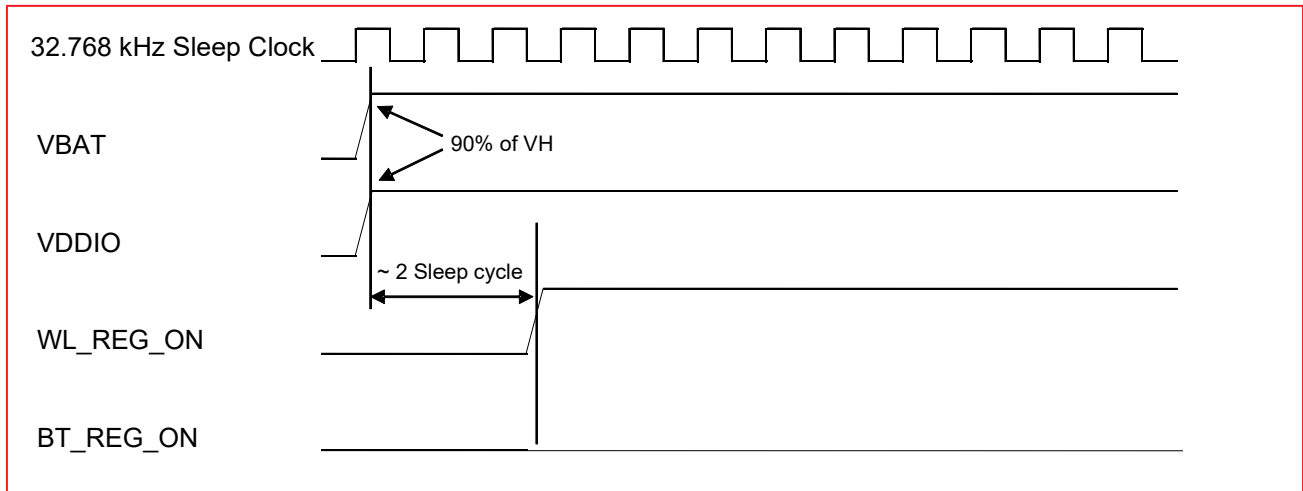 32.768 kHz Sleep Clock
VBAT
90% of VH
VDDIO
~ 2 Sleep cycle
WL_REG_ON
BT_REG_ON